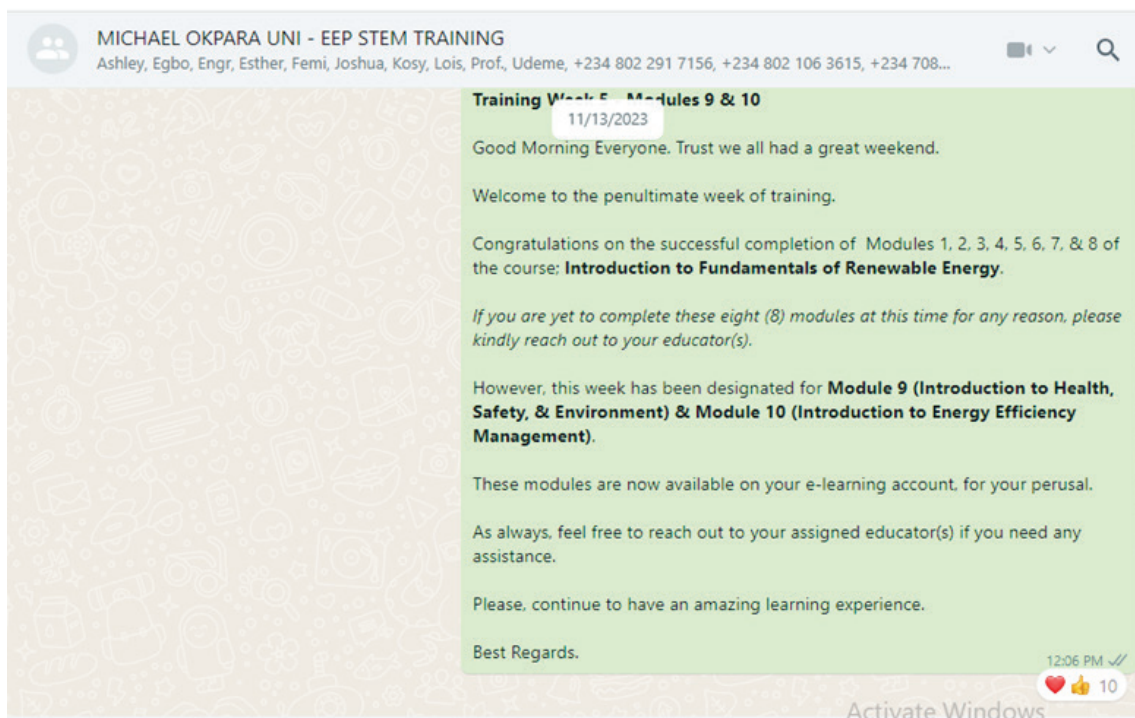 MICHAEL OKPARA UNI - EEP STEM TRAINING
Ashley, Egbo, Engr, Esther, Femi, Joshua, Kosy, Lois, Prof., Udeme, +234 802 291 7156, +234 802 106 3615, +234 708...
Training Week 5 - Modules 9 & 10
11/13/2023
Good Morning Everyone. Trust we all had a great weekend.
Welcome to the penultimate week of training.
Congratulations on the successful completion of Modules 1, 2, 3, 4, 5, 6, 7, & 8 of
the course; Introduction to Fundamentals of Renewable Energy.
If you are yet to complete these eight (8) modules at this time for any reason, please
kindly reach out to your educator(s).
However, this week has been designated for Module 9 (Introduction to Health,
Safety, & Environment) & Module 10 (Introduction to Energy Efficiency
Management).
These modules are now available on your e-learning account, for your perusal.
As always, feel free to reach out to your assigned educator(s) if you need any
assistance.
Please, continue to have an amazing learning experience.
Best Regards.
12:06 PM
10
Activate Windows